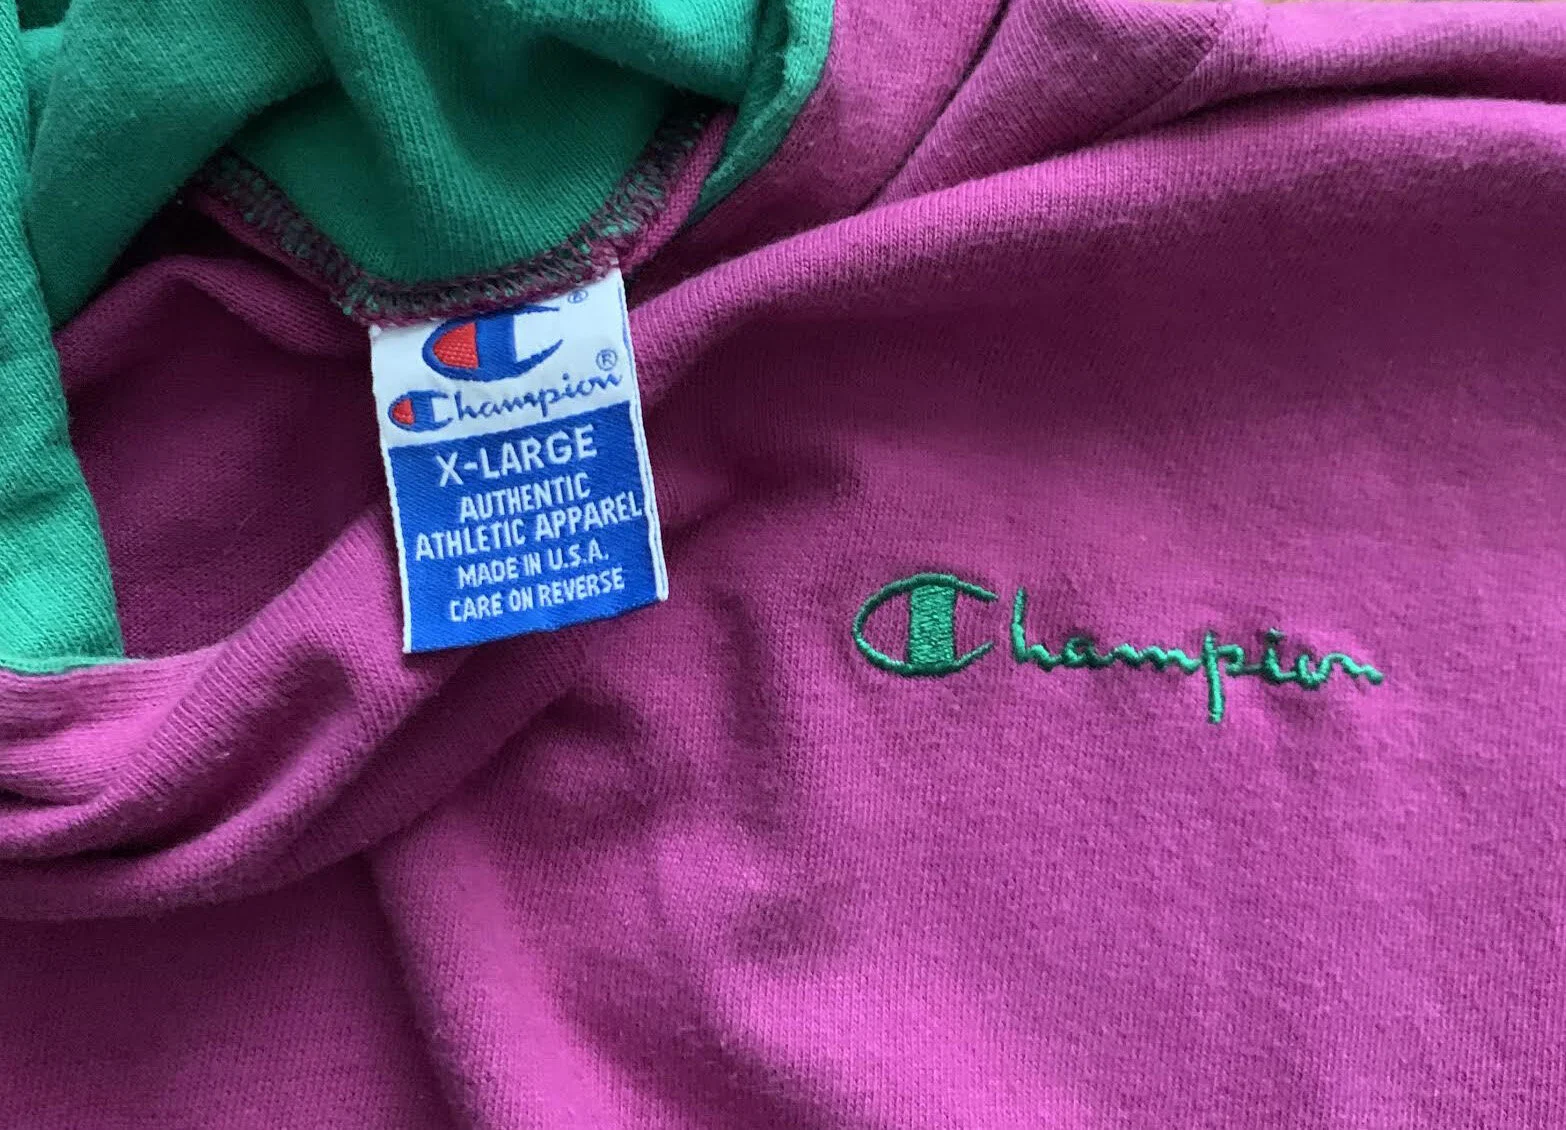 ®
Champion®
X-LARGE
AUTHENTIC
ATHLETIC APPAREL
MADE IN U.S.A.
CARE ON REVERSE
Champion